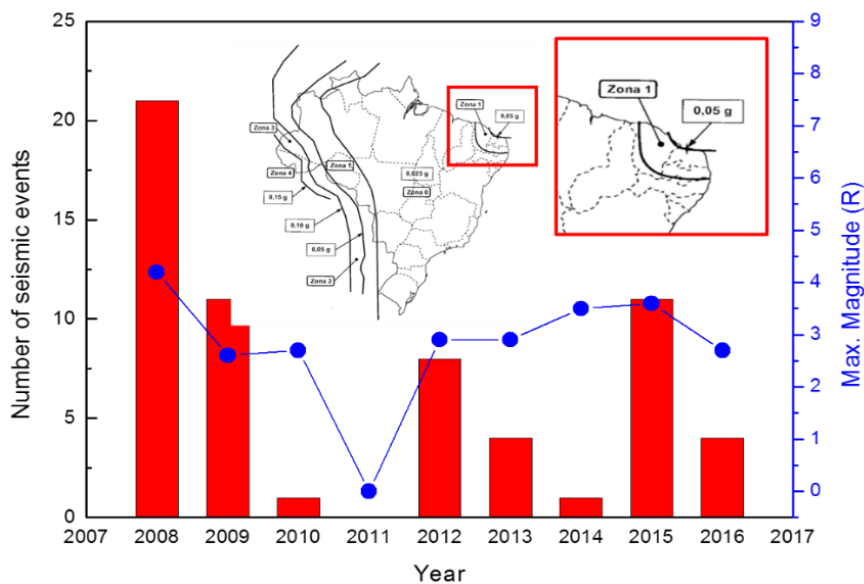 Number of seismic events
25
20
15
10
5
0
2007 2008 2009 2010 2011 2012 2013 2014 2015 2016 2017
Year
Max. Magnitude (R)
9
8
7
6
5
4
3
2
1
0
Zona 3
Zona 4
0,15 g
0,10 g
0,05 g
Zona 2
Zona 1
0,025 g
Zona 0
Zona 1
0,05 g
Zona 1
0,05 g